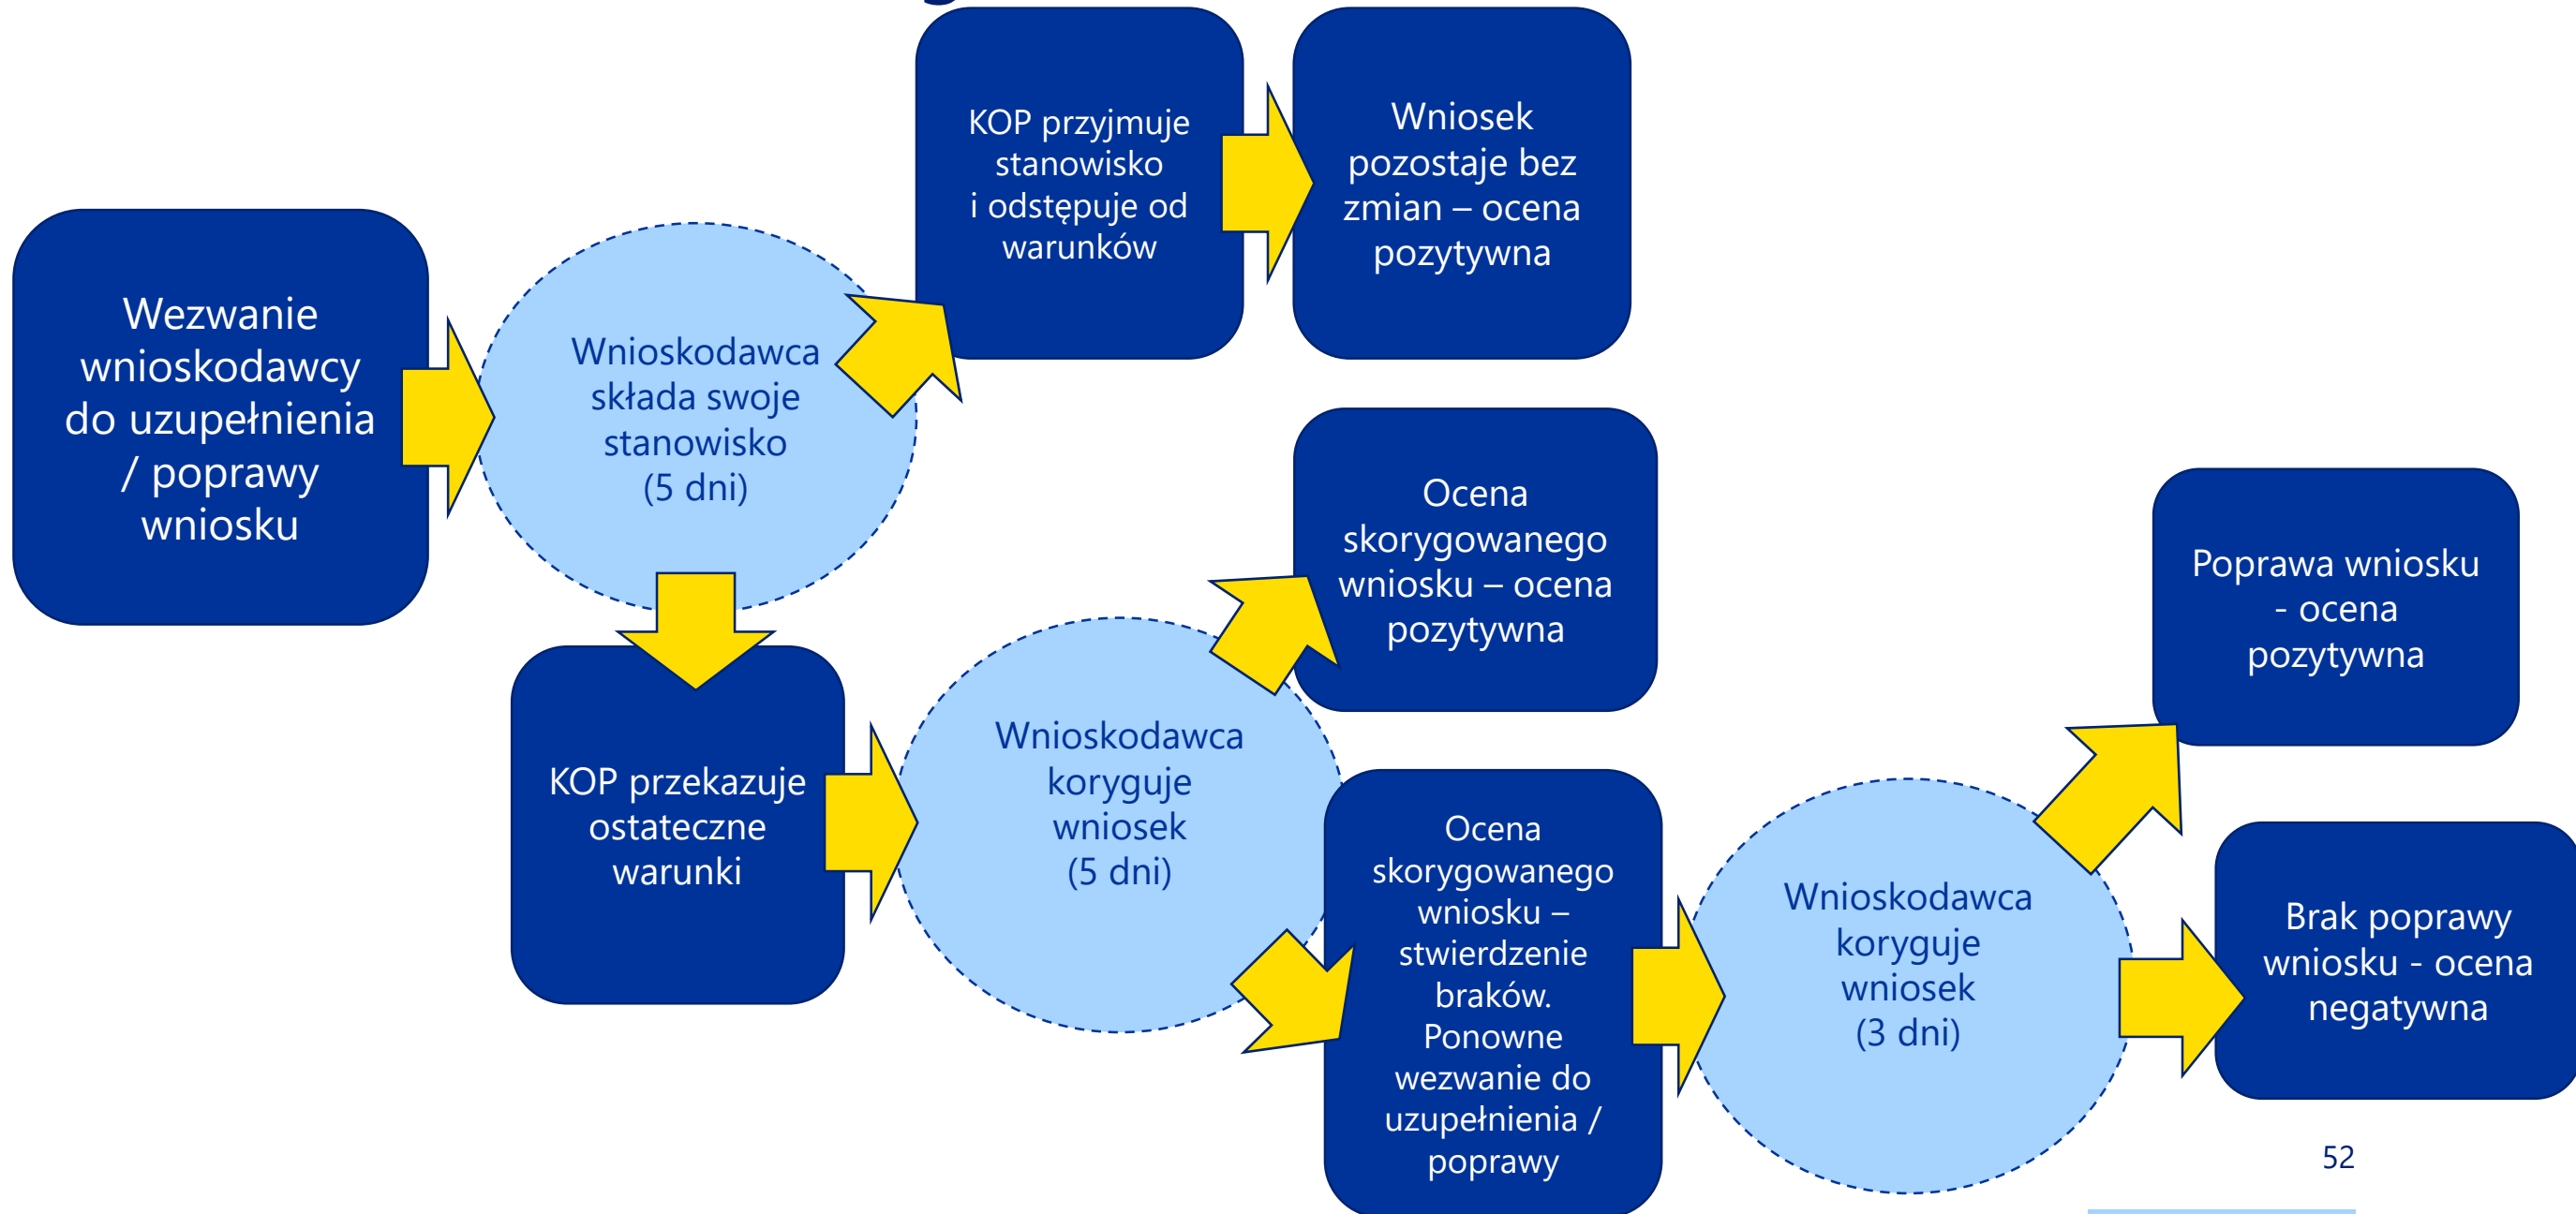 Wezwanie
wnioskodawcy
do uzupełnienia
/ poprawy
wniosku
Wnioskodawca
składa swoje
stanowisko
(5 dni)
KOP przyjmuje
stanowisko
i odstępuje od
warunków
Wniosek
pozostaje bez
zmian – ocena
pozytywna
KOP przekazuje
ostateczne
warunki
Wnioskodawca
koryguje
wniosek
(5 dni)
Ocena
skorygowanego
wniosku – ocena
pozytywna
Ocena
skorygowanego
wniosku –
stwierdzenie
braków.
Ponowne
wezwanie do
uzupełnienia /
poprawy
Wnioskodawca
koryguje
wniosek
(3 dni)
Poprawa wniosku
- ocena
pozytywna
Brak poprawy
wniosku - ocena
negatywna
52